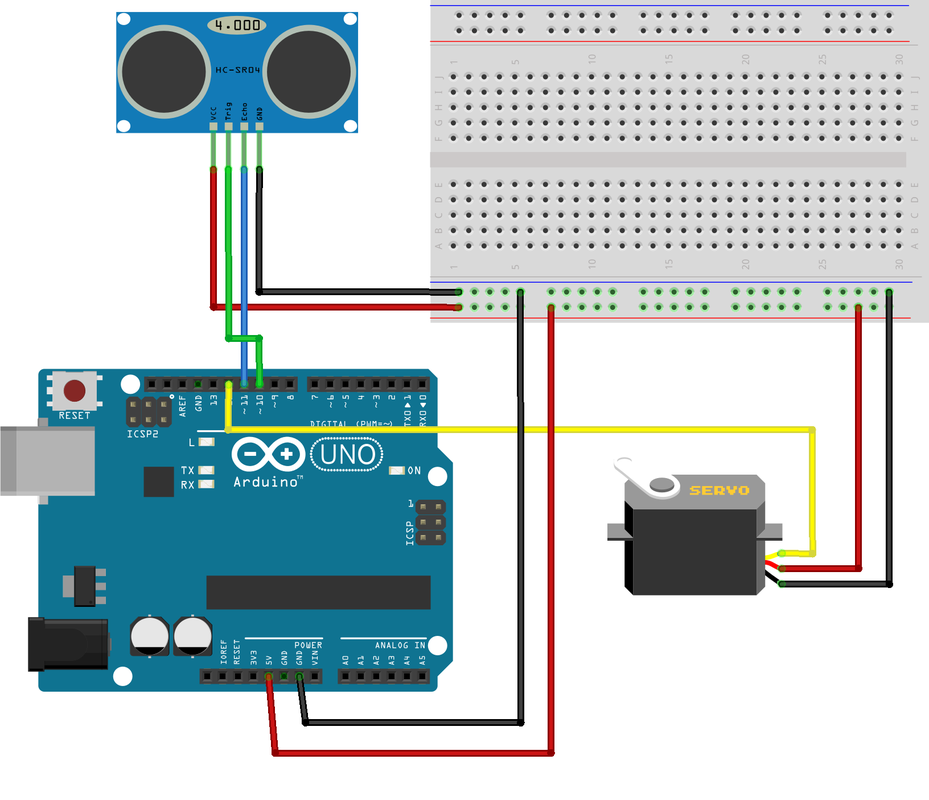 4.000
HC-SR04
VCC
Trig
Echo
GND
1 5 10 15 20 25 30
J J
I I
H H
G G
F F
E E
D D
C C
B B
A A
1 5 10 15 20 25 30
RESET
ICSP2
AREF
GND
13
~11
~10
~9
8
7
~6
~5
4
~3
2
TXO▶1
RXO◀0
DIGITAL (PWM=~)
L
TX
RX
UNO
ON
Arduino™
1
ICSP
SERVO
POWER
ANALOG IN
IOREF
RESET
3V3
5V
GND
GND
VIN
A0
A1
A2
A3
A4
A5